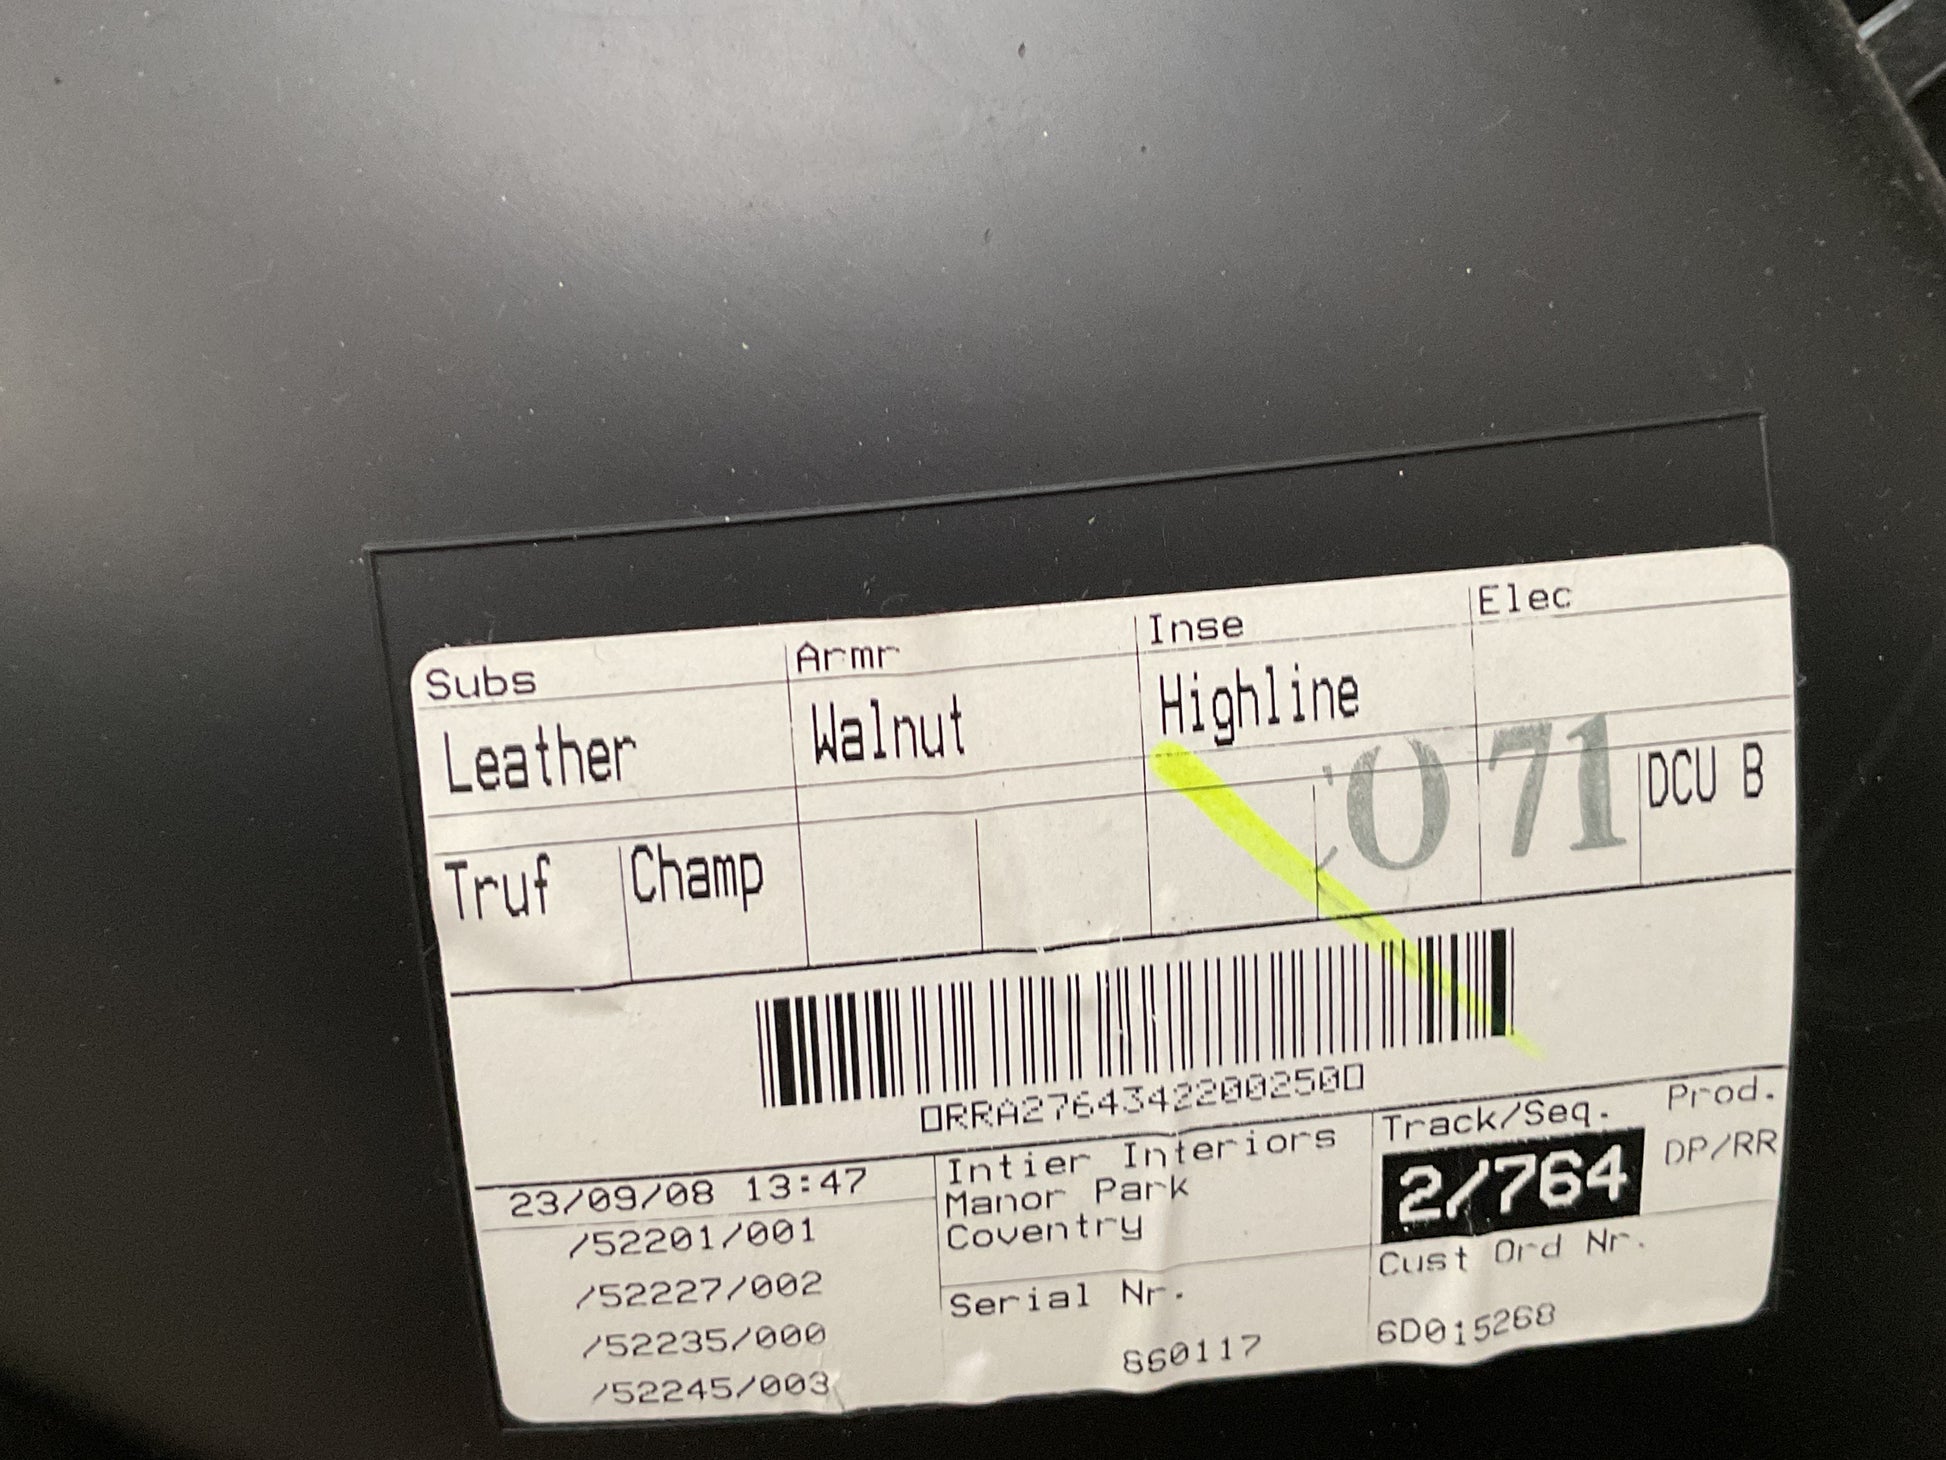 Subs Armr Inse Elec
Leather Walnut Highline
Truf Champ 071 DCU B
RRA2764342200250
23/09/08 13:47
/52201/001
/52227/002
/52235/000
/52245/003
Intier Interiors
Manor Park
Coventry
Serial Nr.
860117
Track/Seq.
2/764
Prod.
DP/RR
Cust Ord Nr.
6D015268